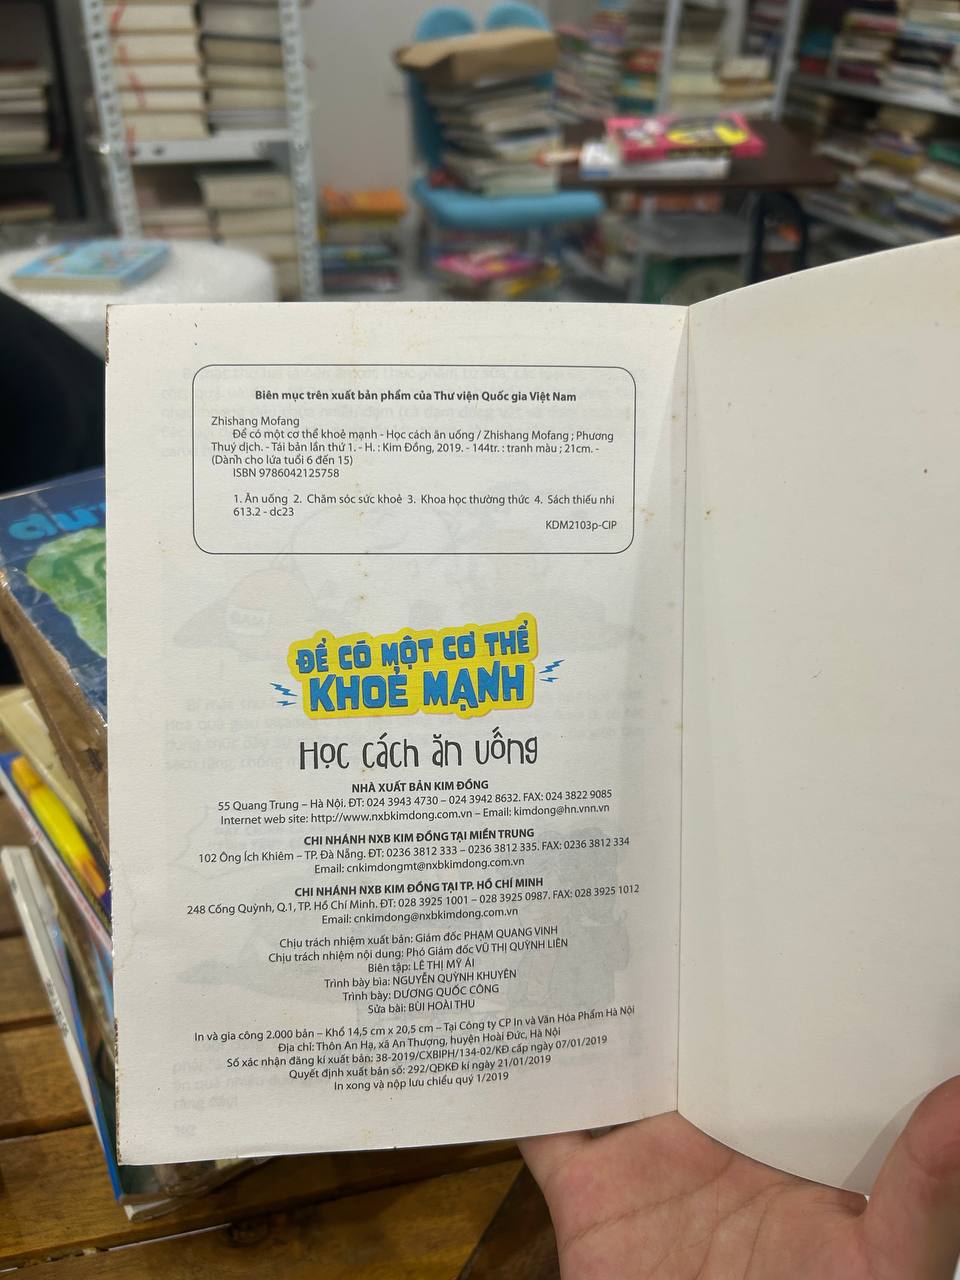 Biên mục trên xuất bản phẩm của Thư viện Quốc gia Việt Nam
Zhishang Mofang
Để có một cơ thể khoẻ mạnh - Học cách ăn uống / Zhishang Mofang ; Phương
Thuý dịch. - Tái bản lần thứ 1. - H. : Kim Đồng, 2019. - 144tr. : tranh màu ; 21cm. -
(Dành cho lứa tuổi 6 đến 15)
ISBN 9786042125758
1. Ăn uống 2. Chăm sóc sức khoẻ 3. Khoa học thường thức 4. Sách thiếu nhi
613.2 - dc23
KDM2103p-CIP
ĐỂ CÓ MỘT CƠ THỂ
KHOẺ MẠNH
Học cách ăn uống
NHÀ XUẤT BẢN KIM ĐỒNG
55 Quang Trung – Hà Nội. ĐT: 024 3943 4730 – 024 3942 8632. FAX: 024 3822 9085
Internet web site: http://www.nxbkimdong.com.vn – Email: kimdong@hn.vnn.vn
CHI NHÁNH NXB KIM ĐỒNG TẠI MIỀN TRUNG
102 Ông Ích Khiêm – TP. Đà Nẵng. ĐT: 0236 3812 333 – 0236 3812 335. FAX: 0236 3812 334
Email: cnkimdongmt@nxbkimdong.com.vn
CHI NHÁNH NXB KIM ĐỒNG TẠI TP. HỒ CHÍ MINH
248 Cống Quỳnh, Q.1, TP. Hồ Chí Minh. ĐT: 028 3925 1001 – 028 3925 0987. FAX: 028 3925 1012
Email: cnkimdong@nxbkimdong.com.vn
Chịu trách nhiệm xuất bản: Giám đốc PHẠM QUANG VINH
Chịu trách nhiệm nội dung: Phó Giám đốc VŨ THỊ QUỲNH LIÊN
Biên tập: LÊ THỊ MỸ ÁI
Trình bày bìa: NGUYỄN QUỲNH KHUYÊN
Trình bày: DƯƠNG QUỐC CÔNG
Sửa bài: BÙI HOÀI THU
In và gia công 2.000 bản – Khổ 14,5 cm x 20,5 cm – Tại Công ty CP In và Văn Hóa Phẩm Hà Nội
Địa chỉ: Thôn An Hạ, xã An Thượng, huyện Hoài Đức, Hà Nội
Số xác nhận đăng kí xuất bản: 38-2019/CXBIPH/134-02/KĐ cấp ngày 07/01/2019
Quyết định xuất bản số: 292/QĐKĐ kí ngày 21/01/2019
In xong và nộp lưu chiểu quý 1/2019